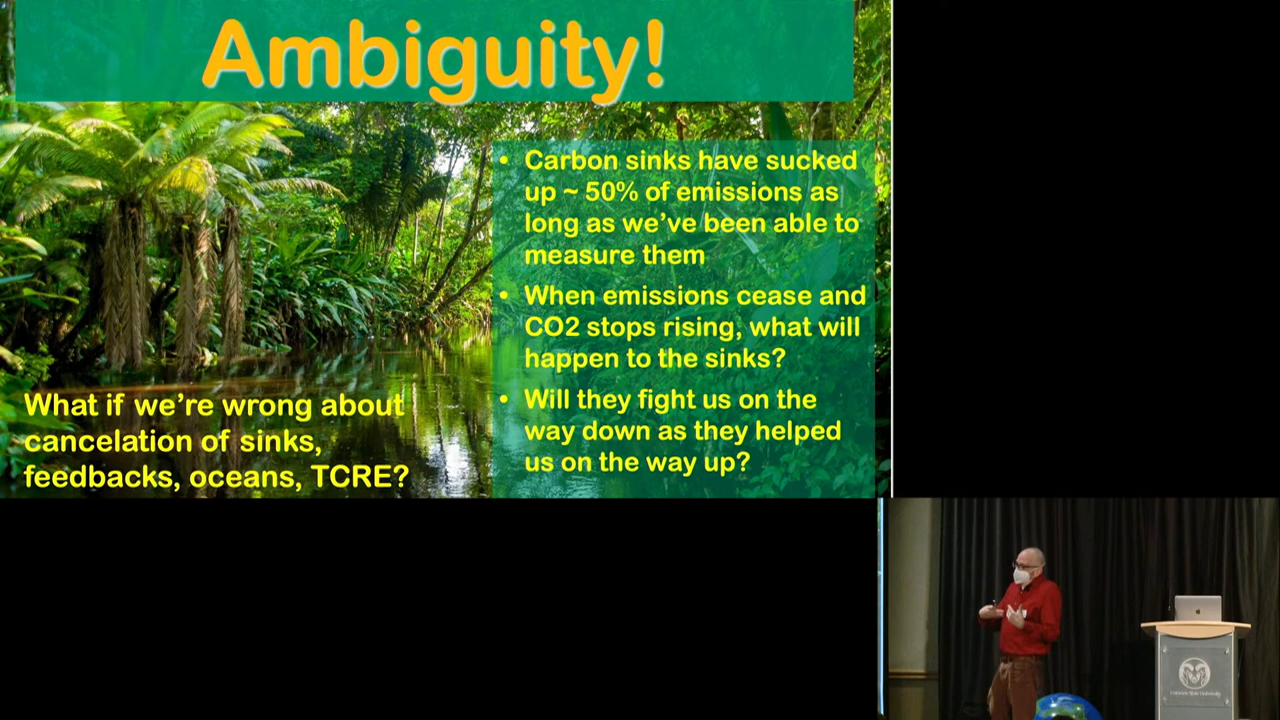 Ambiguity!
• Carbon sinks have sucked
up ~ 50% of emissions as
long as we've been able to
measure them
• When emissions cease and
CO2 stops rising, what will
happen to the sinks?
• Will they fight us on the
way down as they helped
us on the way up?
What if we're wrong about
cancelation of sinks,
feedbacks, oceans, TCRE?
Colorado State University